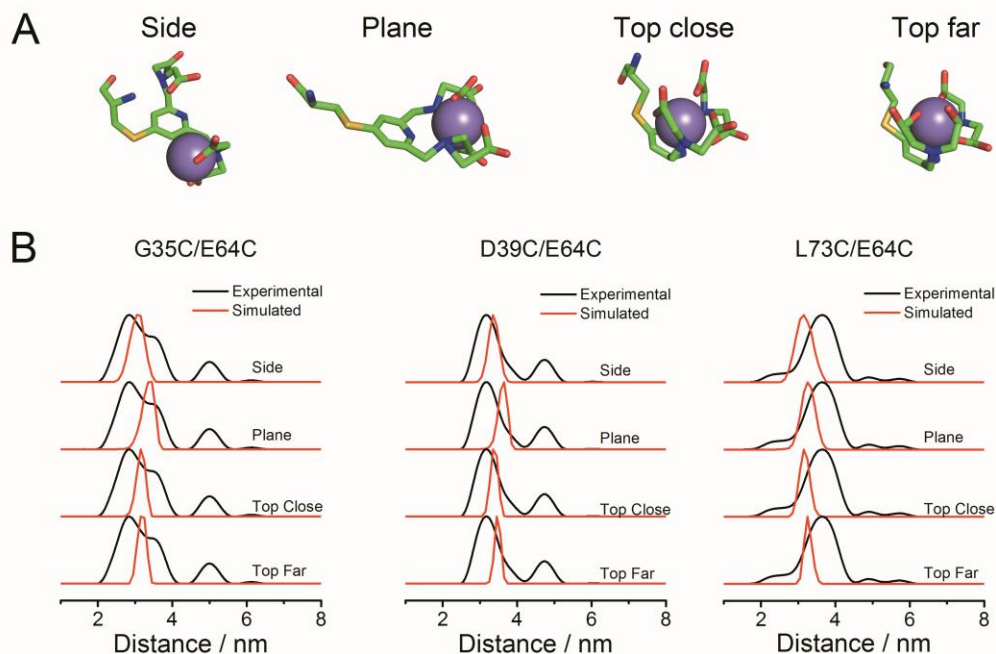 A
Side Plane Top close Top far
B
G35C/E64C D39C/E64C L73C/E64C
Experimental Experimental Experimental
Simulated Simulated Simulated
Side Side Side
Plane Plane Plane
Top Close Top Close Top Close
Top Far Top Far Top Far
2 4 6 8 2 4 6 8 2 4 6 8
Distance / nm Distance / nm Distance / nm